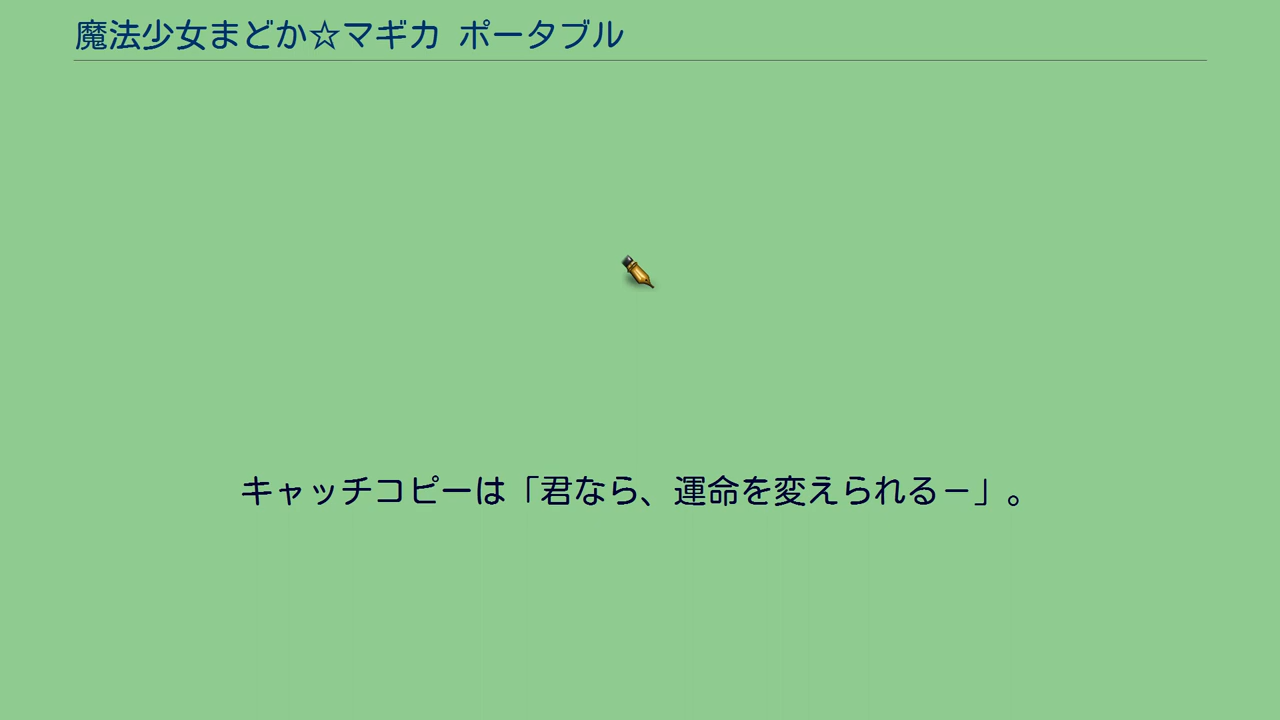 魔法少女まどか☆マギカ ポータブル
キャッチコピーは「君なら、運命を変えられる－」。